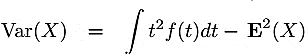 Var(X) = ∫ t²f(t)dt − E²(X)